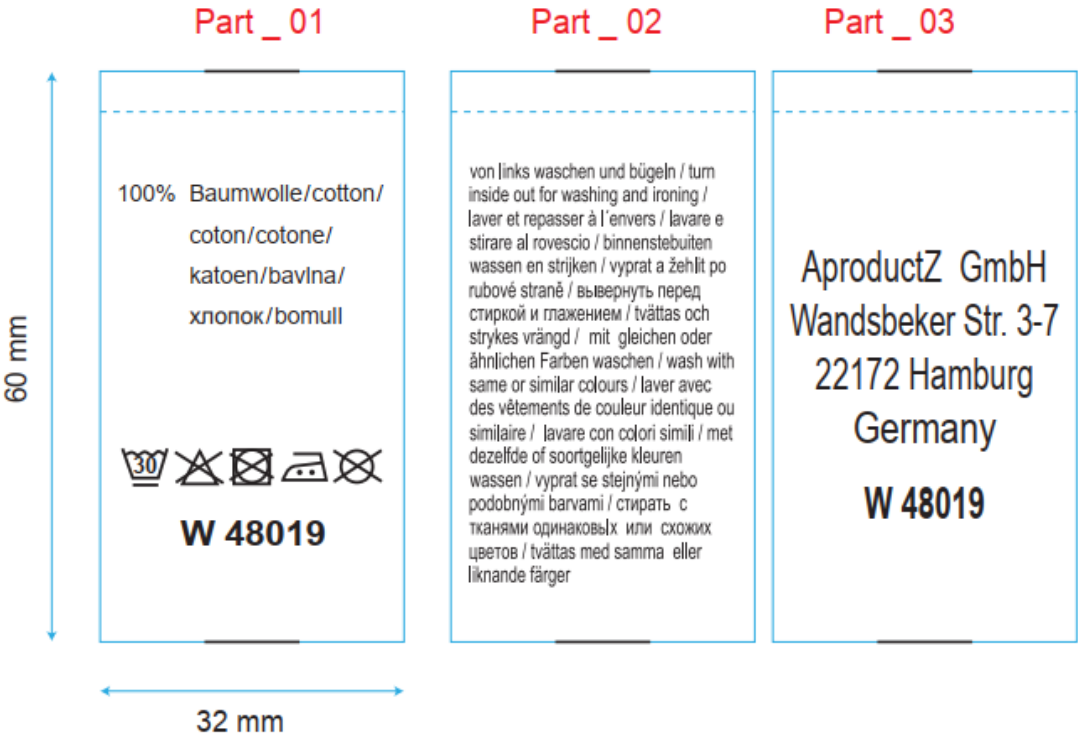 Part _ 01
Part _ 02
Part _ 03
60 mm
100% Baumwolle/cotton/
coton/cotone/
katoen/bavlna/
хлопок/bomull
30
W 48019
von links waschen und bügeln / turn
inside out for washing and ironing /
laver et repasser à l´envers / lavare e
stirare al rovescio / binnenstebuiten
wassen en strijken / vyprat a žehlit po
rubové straně / вывернуть перед
стиркой и глажением / tvättas och
strykes vrängd / mit gleichen oder
ähnlichen Farben waschen / wash with
same or similar colours / laver avec
des vêtements de couleur identique ou
similaire / lavare con colori simili / met
dezelfde of soortgelijke kleuren
wassen / vyprat se stejnými nebo
podobnými barvami / стирать с
тканями одинаковых или схожих
цветов / tvättas med samma eller
liknande färger
AproductZ GmbH
Wandsbeker Str. 3-7
22172 Hamburg
Germany
W 48019
32 mm